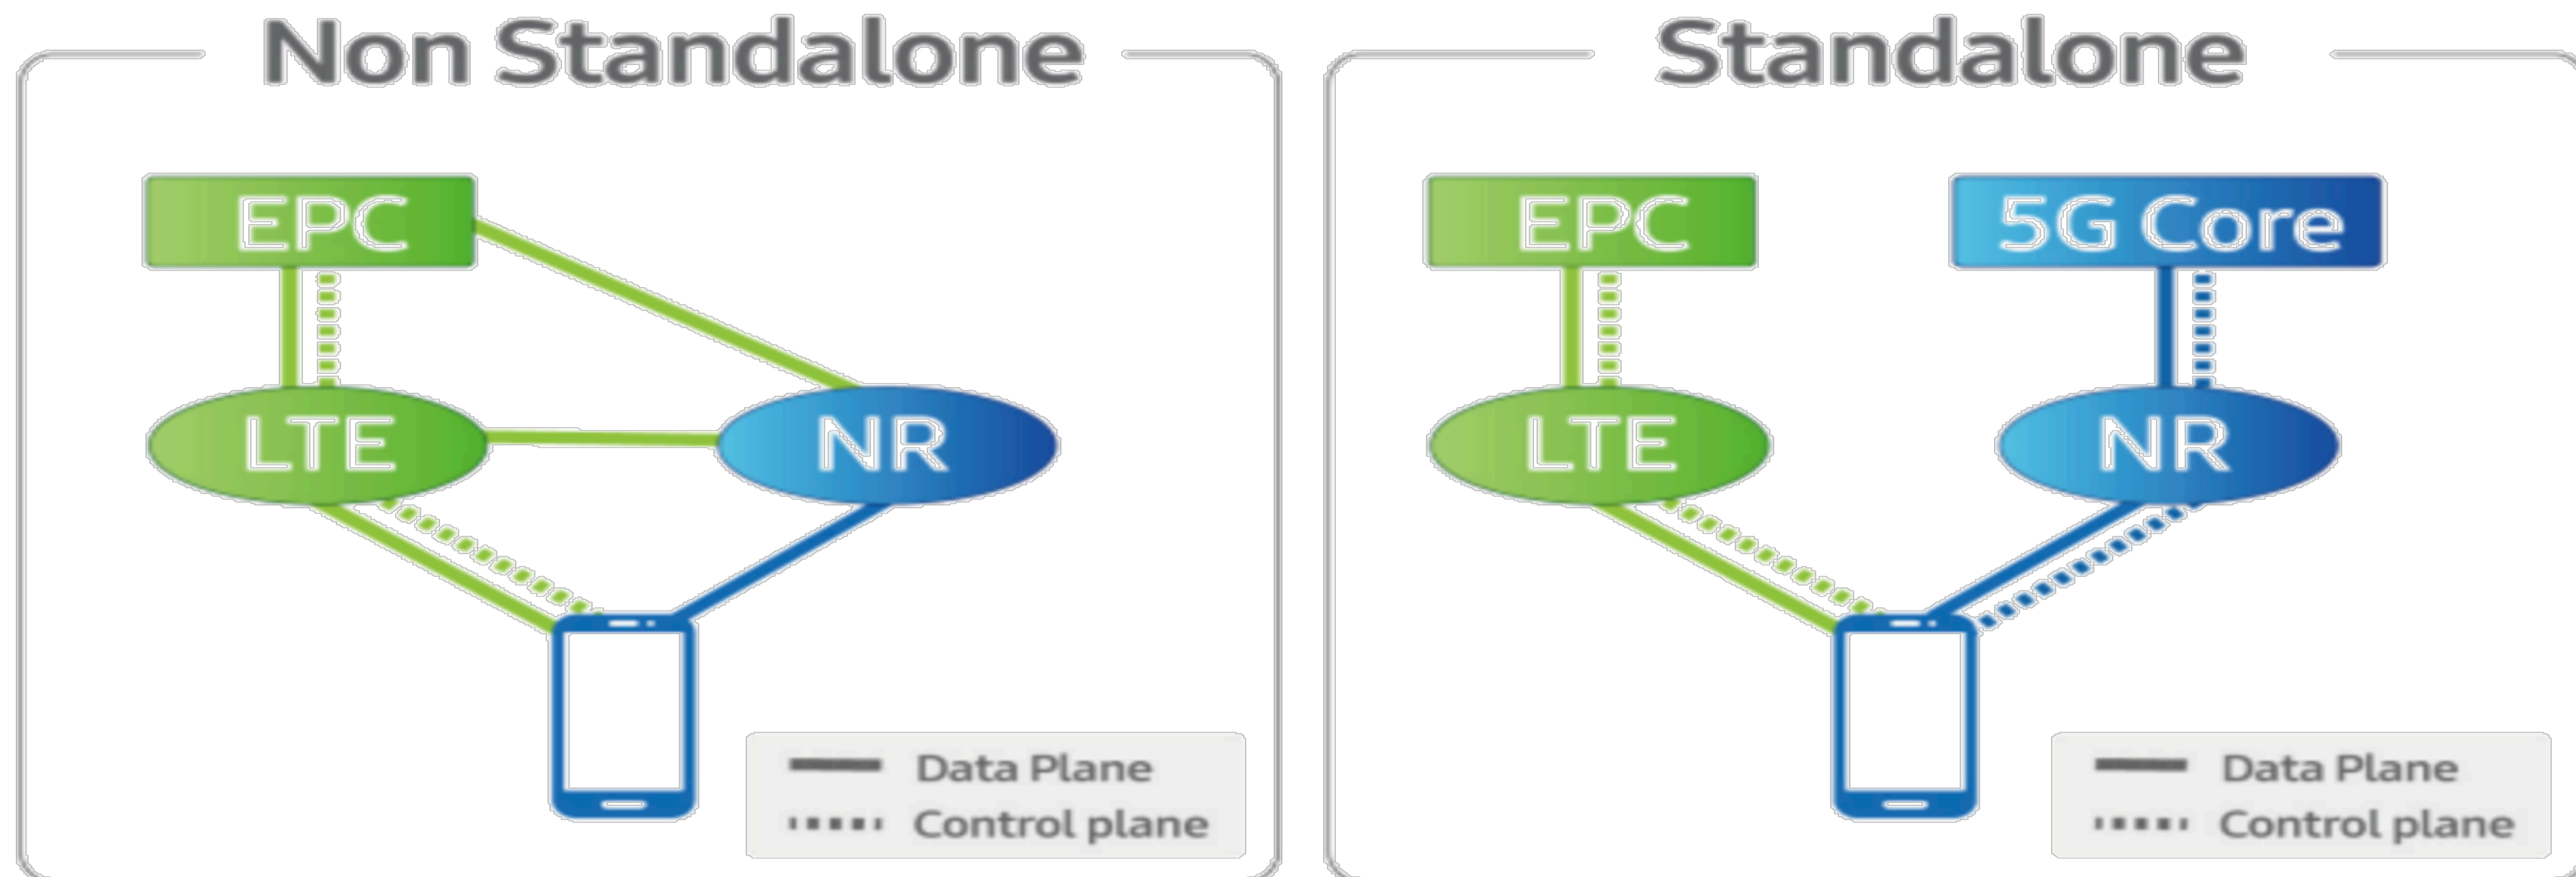 Non Standalone
EPC
LTE
NR
Data Plane
Control plane
Standalone
EPC
5G Core
LTE
NR
Data Plane
Control plane